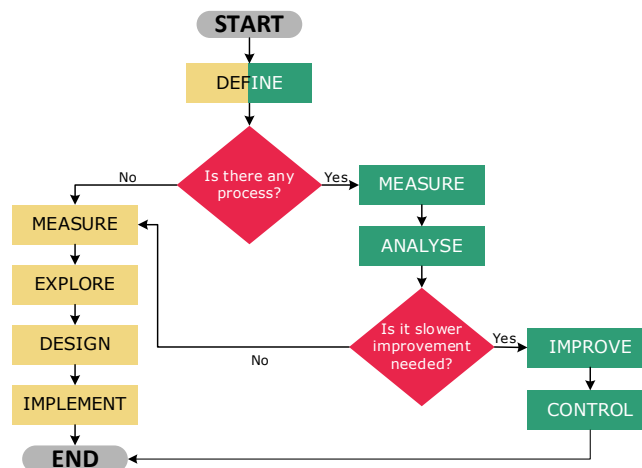 START
DEFINE
Is there any
process?
No
Yes
MEASURE
MEASURE
ANALYSE
EXPLORE
Is it slower
improvement
needed?
No
Yes
DESIGN
IMPROVE
IMPLEMENT
CONTROL
END